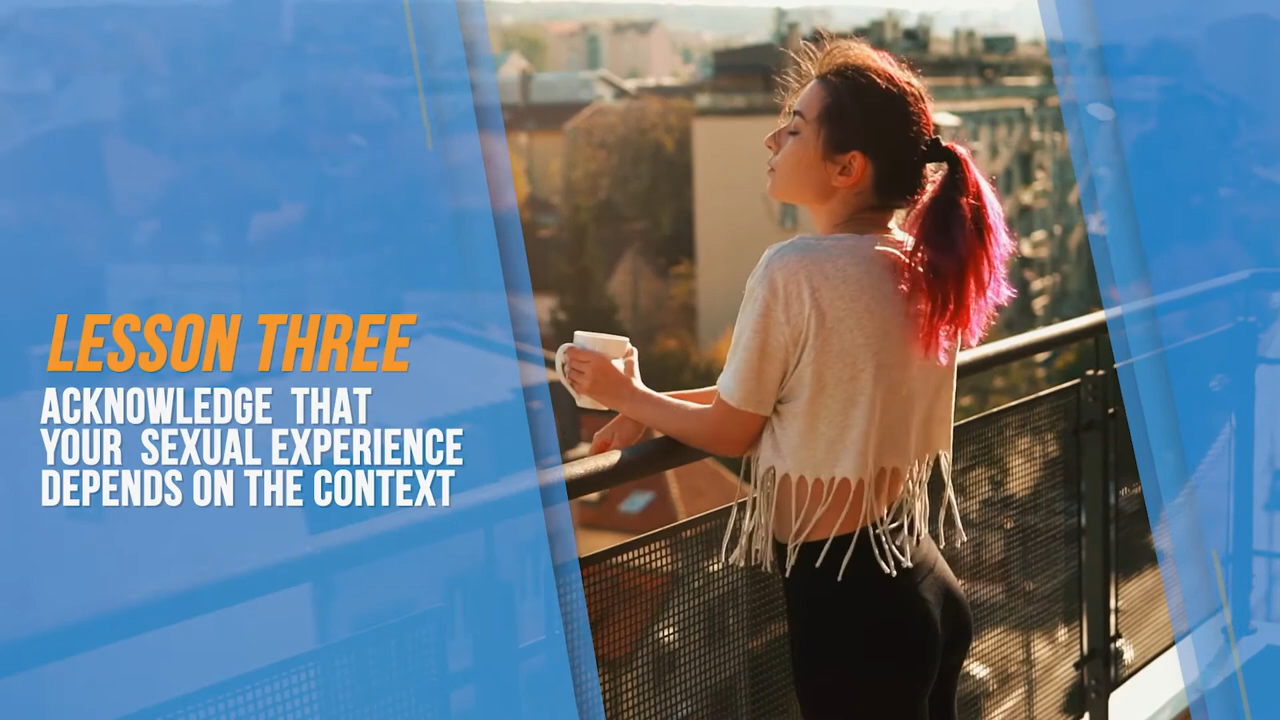 LESSON THREE
ACKNOWLEDGE THAT
YOUR SEXUAL EXPERIENCE
DEPENDS ON THE CONTEXT